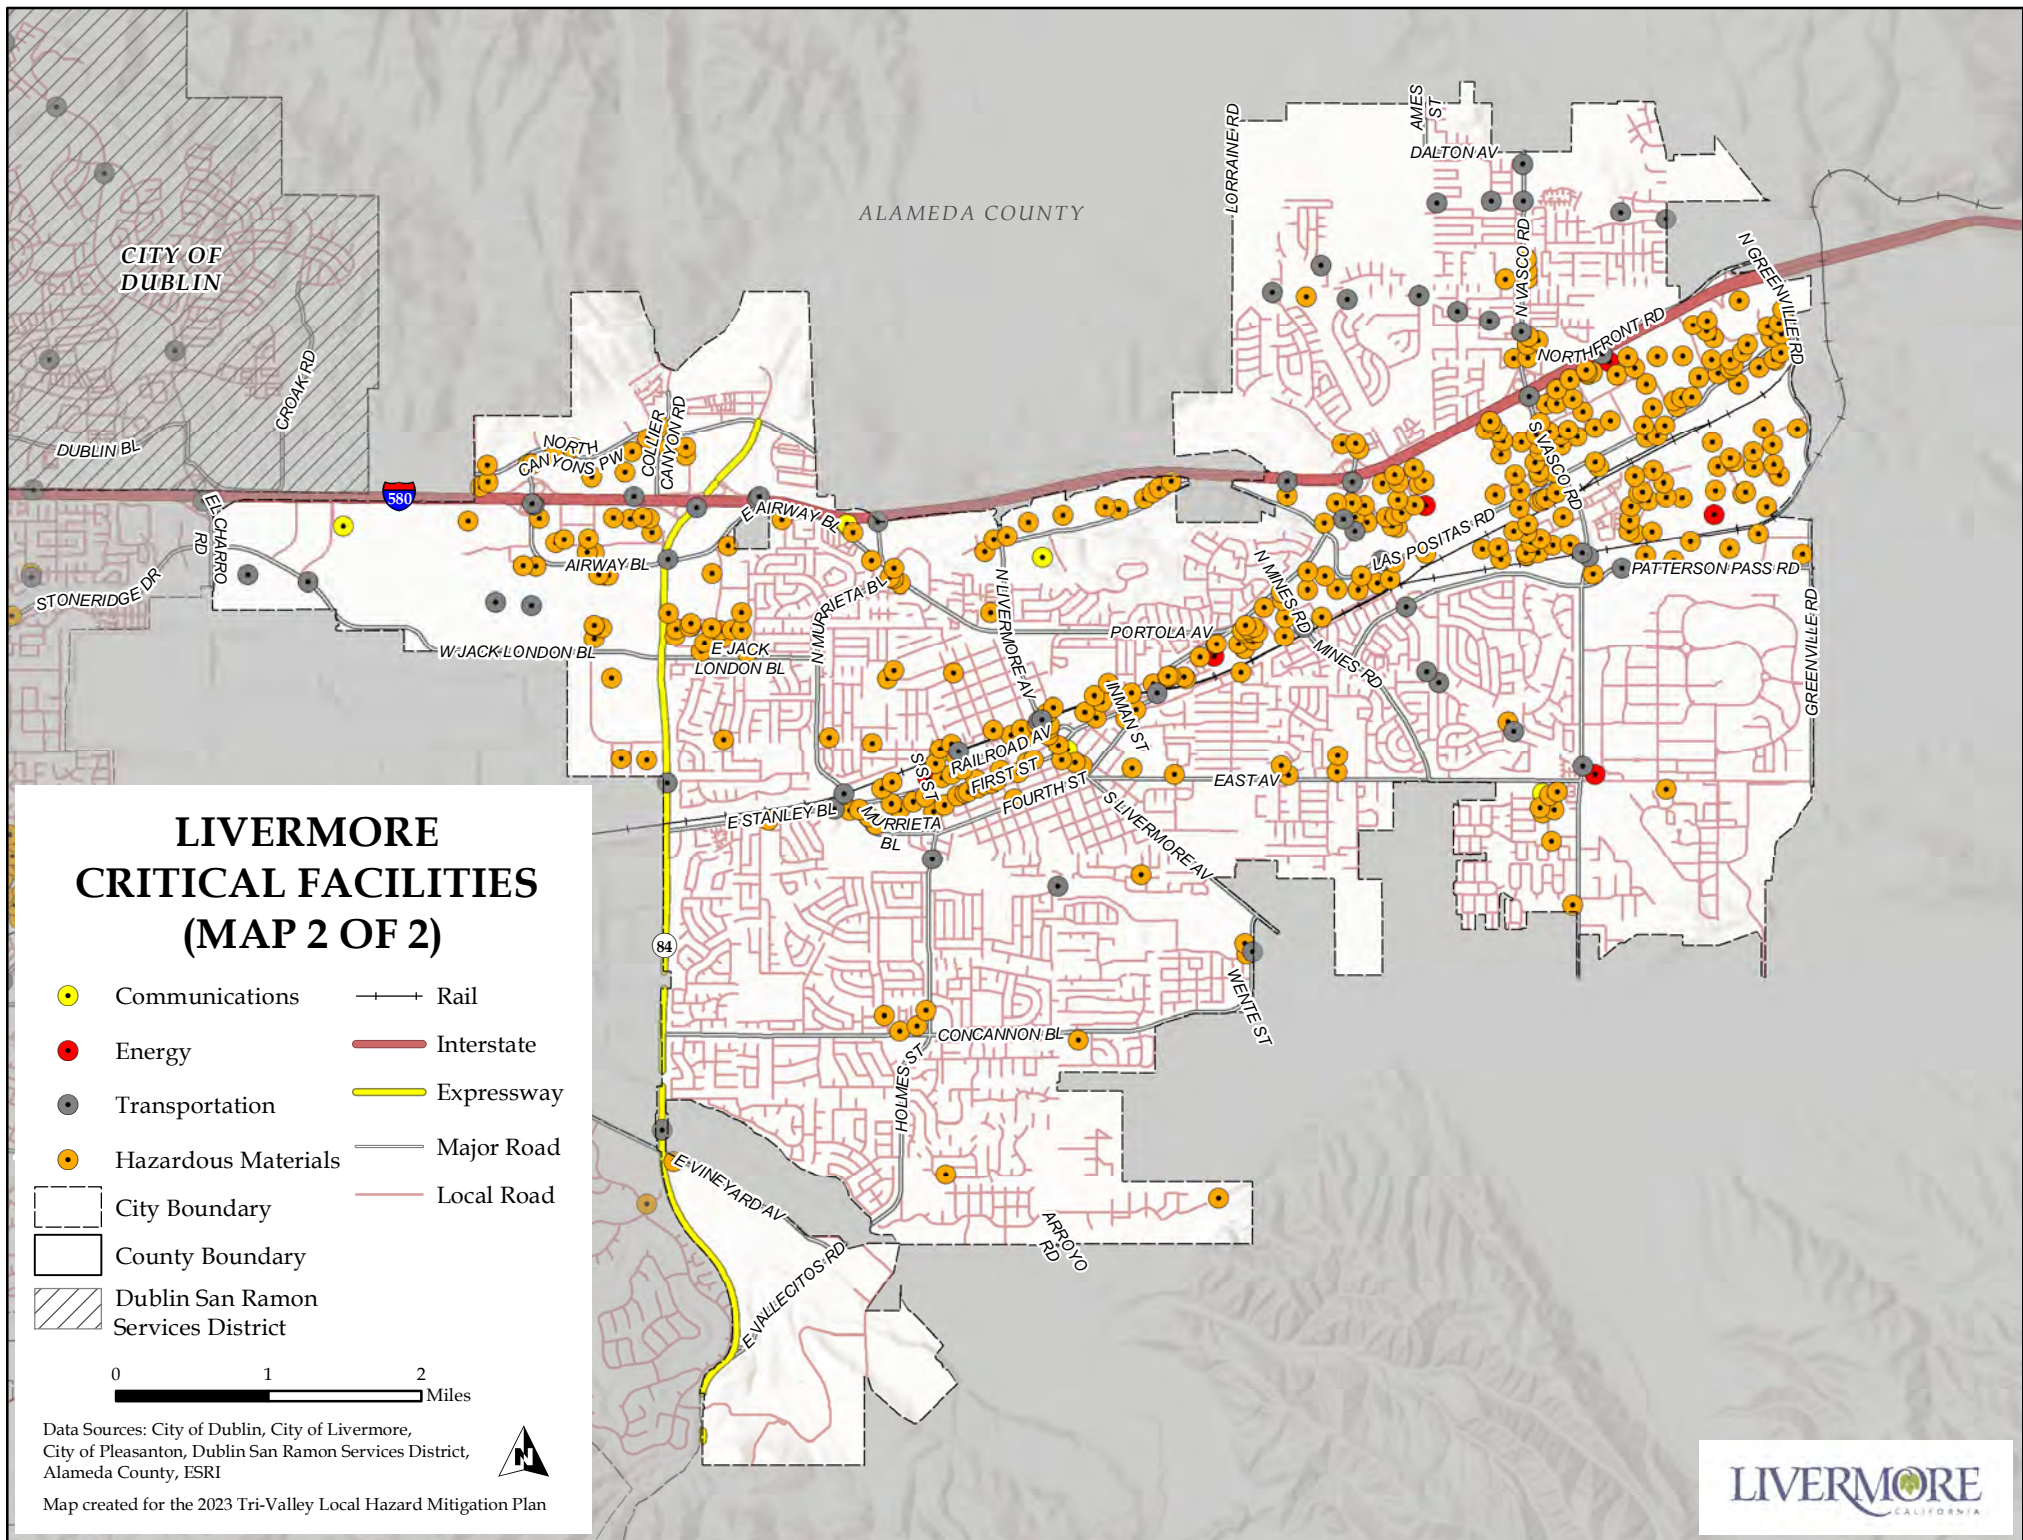 LIVERMORE
CRITICAL FACILITIES
(MAP 2 OF 2)
Communications
Energy
Transportation
Hazardous Materials
City Boundary
County Boundary
Dublin San Ramon
Services District
Rail
Interstate
Expressway
Major Road
Local Road
0 1 2
Miles
Data Sources: City of Dublin, City of Livermore,
City of Pleasanton, Dublin San Ramon Services District,
Alameda County, ESRI
N
Map created for the 2023 Tri-Valley Local Hazard Mitigation Plan
ALAMEDA COUNTY
CITY OF
DUBLIN
CROAK RD
DUBLIN BL
580
EL CHARRO
RD
STONERIDGE DR
NORTH
CANYONS PW
COLLIER
CANYON RD
E AIRWAY BL
AIRWAY BL
W JACK LONDON BL
E JACK
LONDON BL
N MURRIETA BL
PORTOLA AV
N LIVERMORE AV
LORRAINE RD
AMES
ST
DALTON AV
N VASCO RD
NORTHFRONT RD
N GREENVILLE RD
S VASCO RD
LAS POSITAS RD
PATTERSON PASS RD
GREENVILLE RD
N MINES RD
MINES RD
INMAN ST
RAILROAD AV
FIRST ST
FOURTH ST
S S ST
EAST AV
S LIVERMORE AV
E STANLEY BL
MURRIETA
BL
84
WENTE ST
CONCANNON BL
HOLMES ST
ARROYO
RD
E VINEYARD AV
E VALLECITOS RD
LIVERMORE
CALIFORNIA